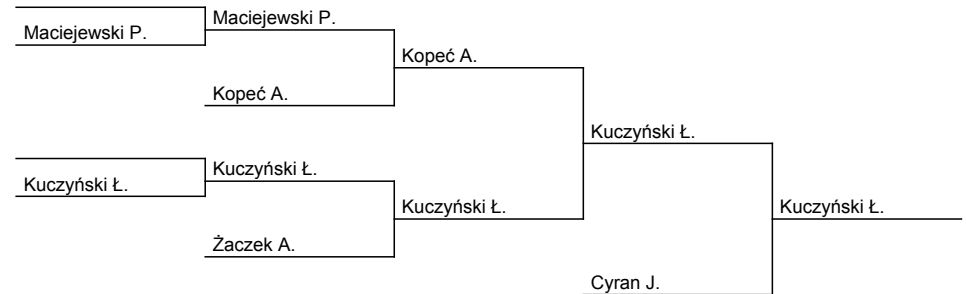 Maciejewski P.
Maciejewski P.
Kopeć A.
Kopeć A.
Kuczyński Ł.
Kuczyński Ł.
Kuczyński Ł.
Kuczyński Ł.
Kuczyński Ł.
Żaczek A.
Cyran J.